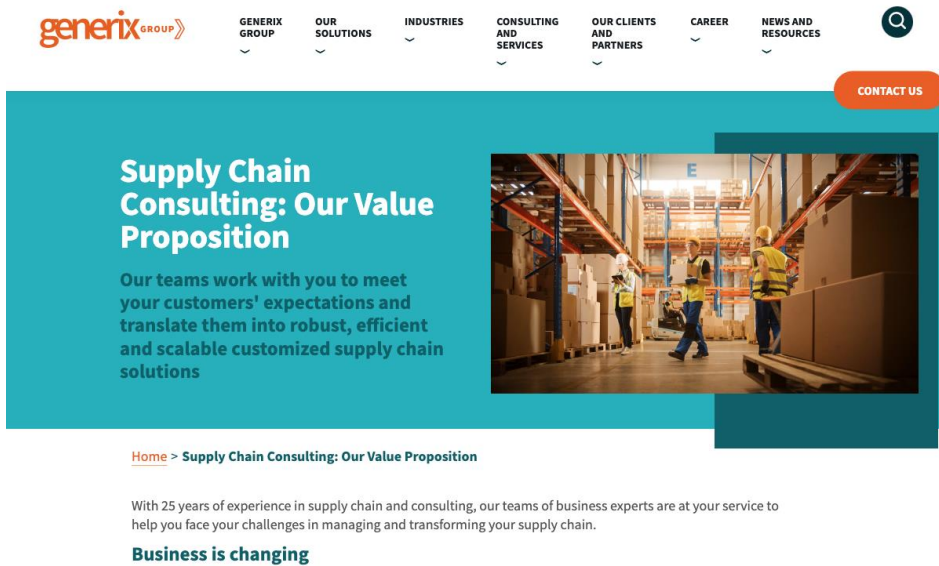 generix GROUP
GENERIX
GROUP
OUR
SOLUTIONS
INDUSTRIES
CONSULTING
AND
SERVICES
OUR CLIENTS
AND
PARTNERS
CAREER
NEWS AND
RESOURCES
CONTACT US
Supply Chain
Consulting: Our Value
Proposition
Our teams work with you to meet
your customers' expectations and
translate them into robust, efficient
and scalable customized supply chain
solutions
E
Home > Supply Chain Consulting: Our Value Proposition
With 25 years of experience in supply chain and consulting, our teams of business experts are at your service to
help you face your challenges in managing and transforming your supply chain.
Business is changing